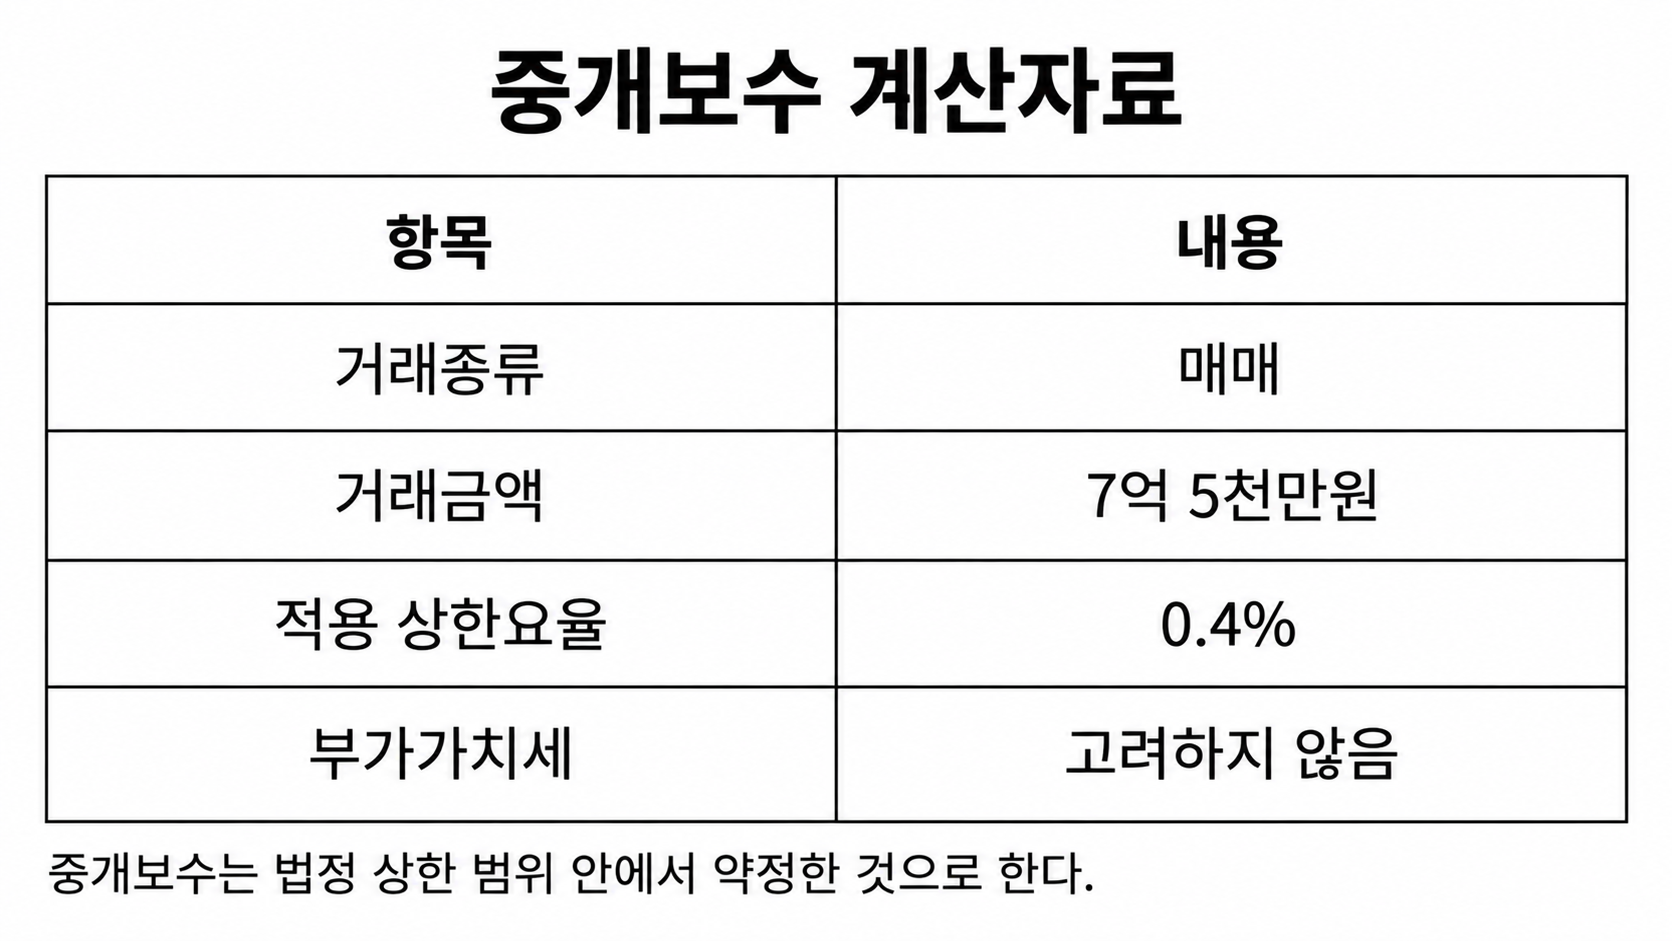 중개보수 계산자료
항목 내용
거래종류 매매
거래금액 7억 5천만원
적용 상한요율 0.4%
부가가치세 고려하지 않음
중개보수는 법정 상한 범위 안에서 약정한 것으로 한다.